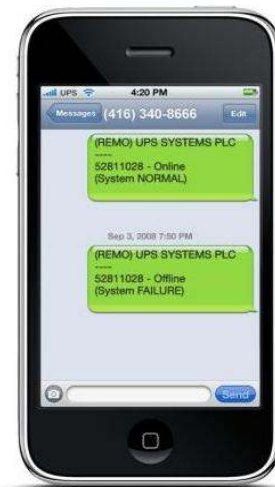 UPS 4:20 PM
Messages (416) 340-8666 Edit
(REMO) UPS SYSTEMS PLC
----
52811028 - Online
(System NORMAL)
Sep 3, 2008 7:50 PM
(REMO) UPS SYSTEMS PLC
----
52811028 - Offline
(System FAILURE)
Send